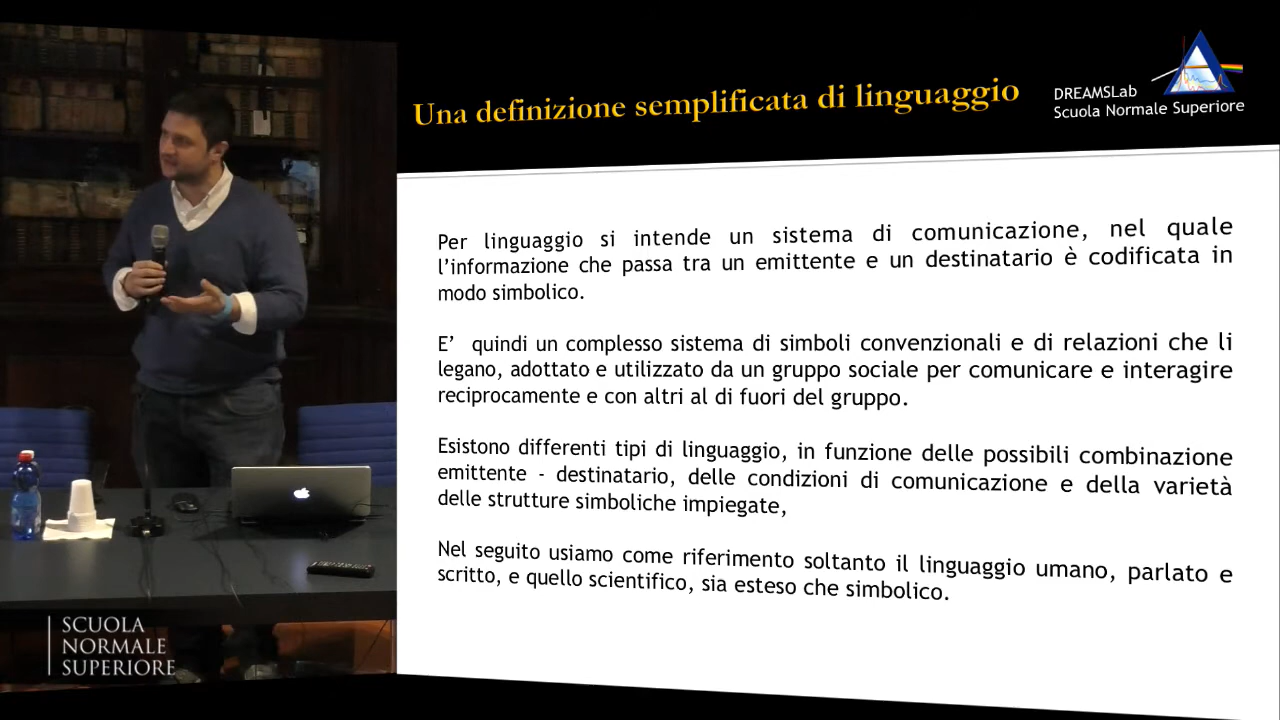 Una definizione semplificata di linguaggio
DREAMSLab
Scuola Normale Superiore
Per linguaggio si intende un sistema di comunicazione, nel quale
l’informazione che passa tra un emittente e un destinatario è codificata in
modo simbolico.
E’ quindi un complesso sistema di simboli convenzionali e di relazioni che li
legano, adottato e utilizzato da un gruppo sociale per comunicare e interagire
reciprocamente e con altri al di fuori del gruppo.
Esistono differenti tipi di linguaggio, in funzione delle possibili combinazione
emittente - destinatario, delle condizioni di comunicazione e della varietà
delle strutture simboliche impiegate,
Nel seguito usiamo come riferimento soltanto il linguaggio umano, parlato e
scritto, e quello scientifico, sia esteso che simbolico.
SCUOLA
NORMALE
SUPERIORE